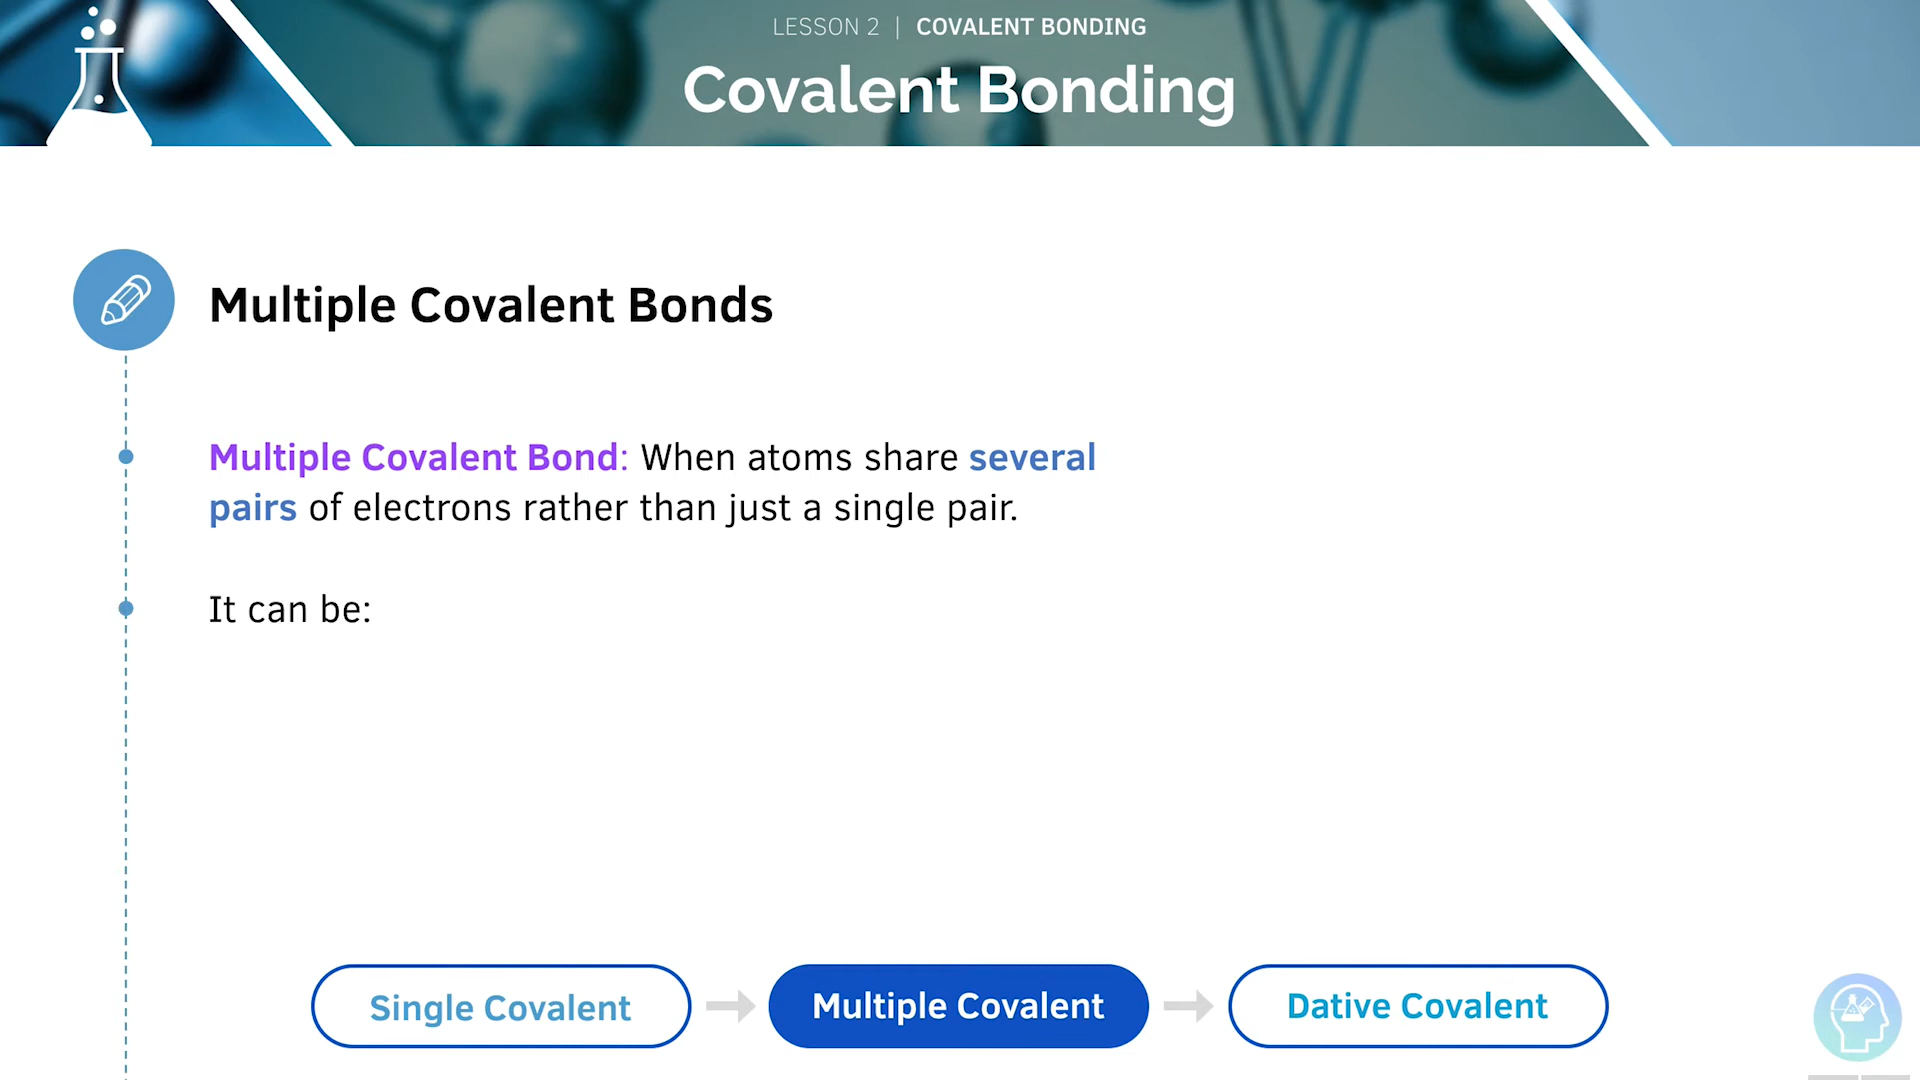 LESSON 2 | COVALENT BONDING
Covalent Bonding
Multiple Covalent Bonds
Multiple Covalent Bond: When atoms share several
pairs of electrons rather than just a single pair.
It can be:
Single Covalent
Multiple Covalent
Dative Covalent